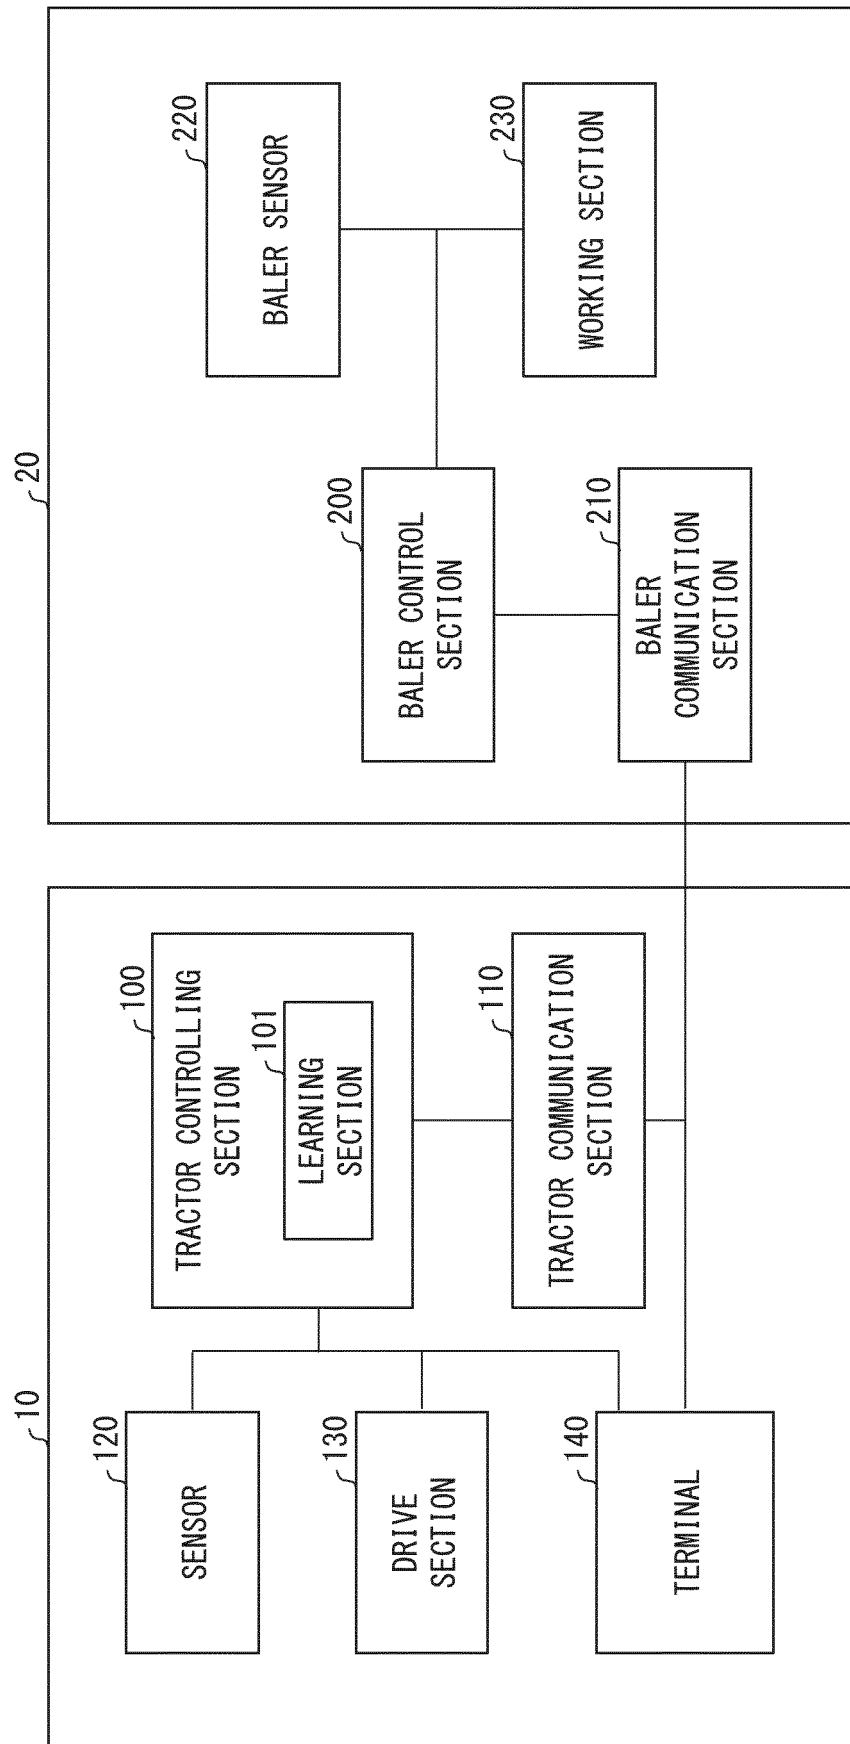 10
120
SENSOR
130
DRIVE
SECTION
140
TERMINAL
100
TRACTOR CONTROLLING
SECTION
101
LEARNING
SECTION
110
TRACTOR COMMUNICATION
SECTION
20
200
BALER CONTROL
SECTION
210
BALER
COMMUNICATION
SECTION
220
BALER SENSOR
230
WORKING SECTION